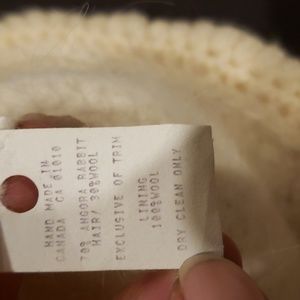 HAND MADE IN
CANADA CA 01010
70% ANGORA RABBIT
HAIR/ 30%WOOL
EXCLUSIVE OF TRIM
LINING
100%WOOL
DRY CLEAN ONLY